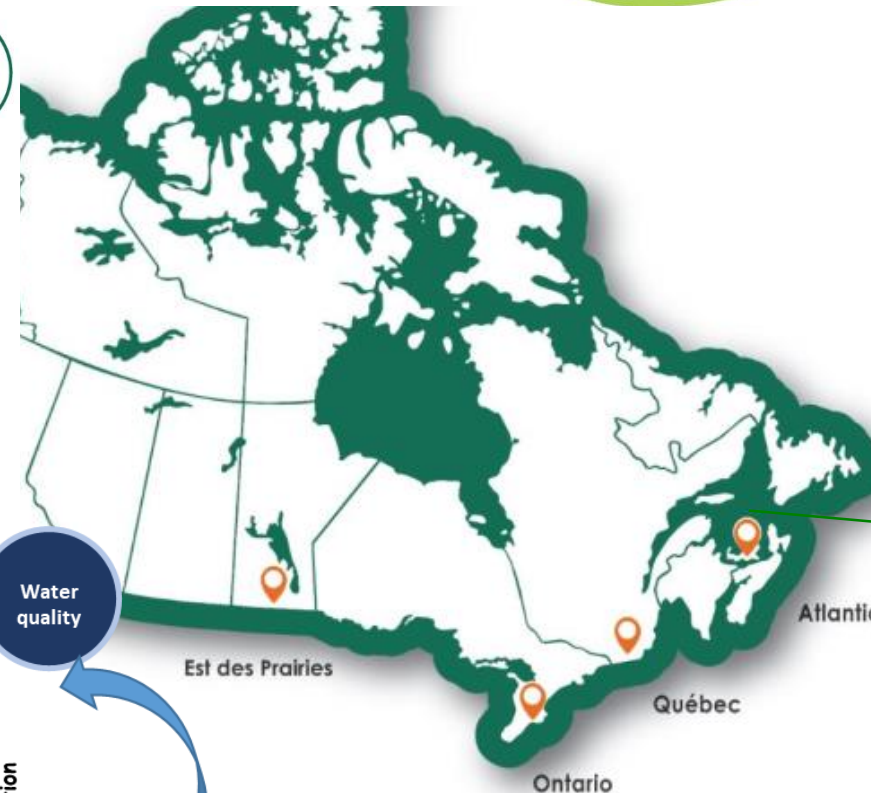 Water
quality
Est des Prairies
Atlantic
Québec
Ontario